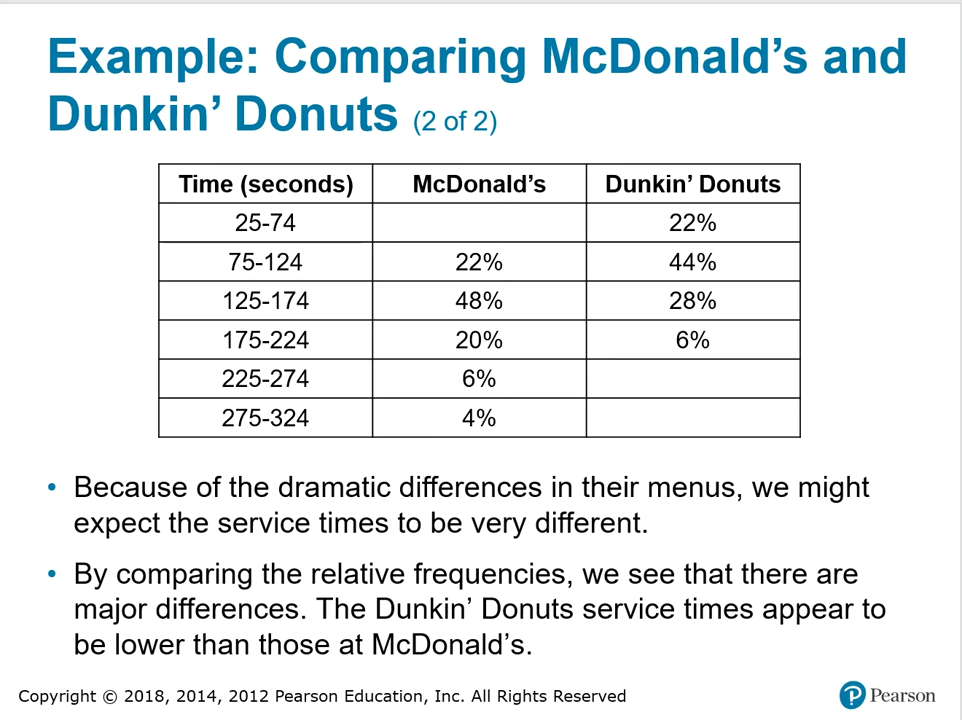 Example: Comparing McDonald’s and
Dunkin’ Donuts (2 of 2)
Time (seconds) McDonald’s Dunkin’ Donuts
25-74 22%
75-124 22% 44%
125-174 48% 28%
175-224 20% 6%
225-274 6%
275-324 4%
• Because of the dramatic differences in their menus, we might
expect the service times to be very different.
• By comparing the relative frequencies, we see that there are
major differences. The Dunkin’ Donuts service times appear to
be lower than those at McDonald’s.
Copyright © 2018, 2014, 2012 Pearson Education, Inc. All Rights Reserved
P Pearson